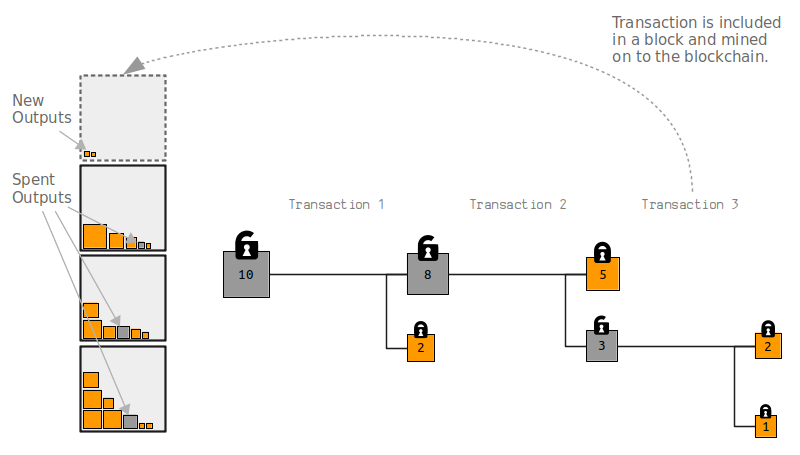 Transaction is included
in a block and mined
on to the blockchain.
New
Outputs
Spent
Outputs
Transaction 1
Transaction 2
Transaction 3
10
8
5
2
3
2
1